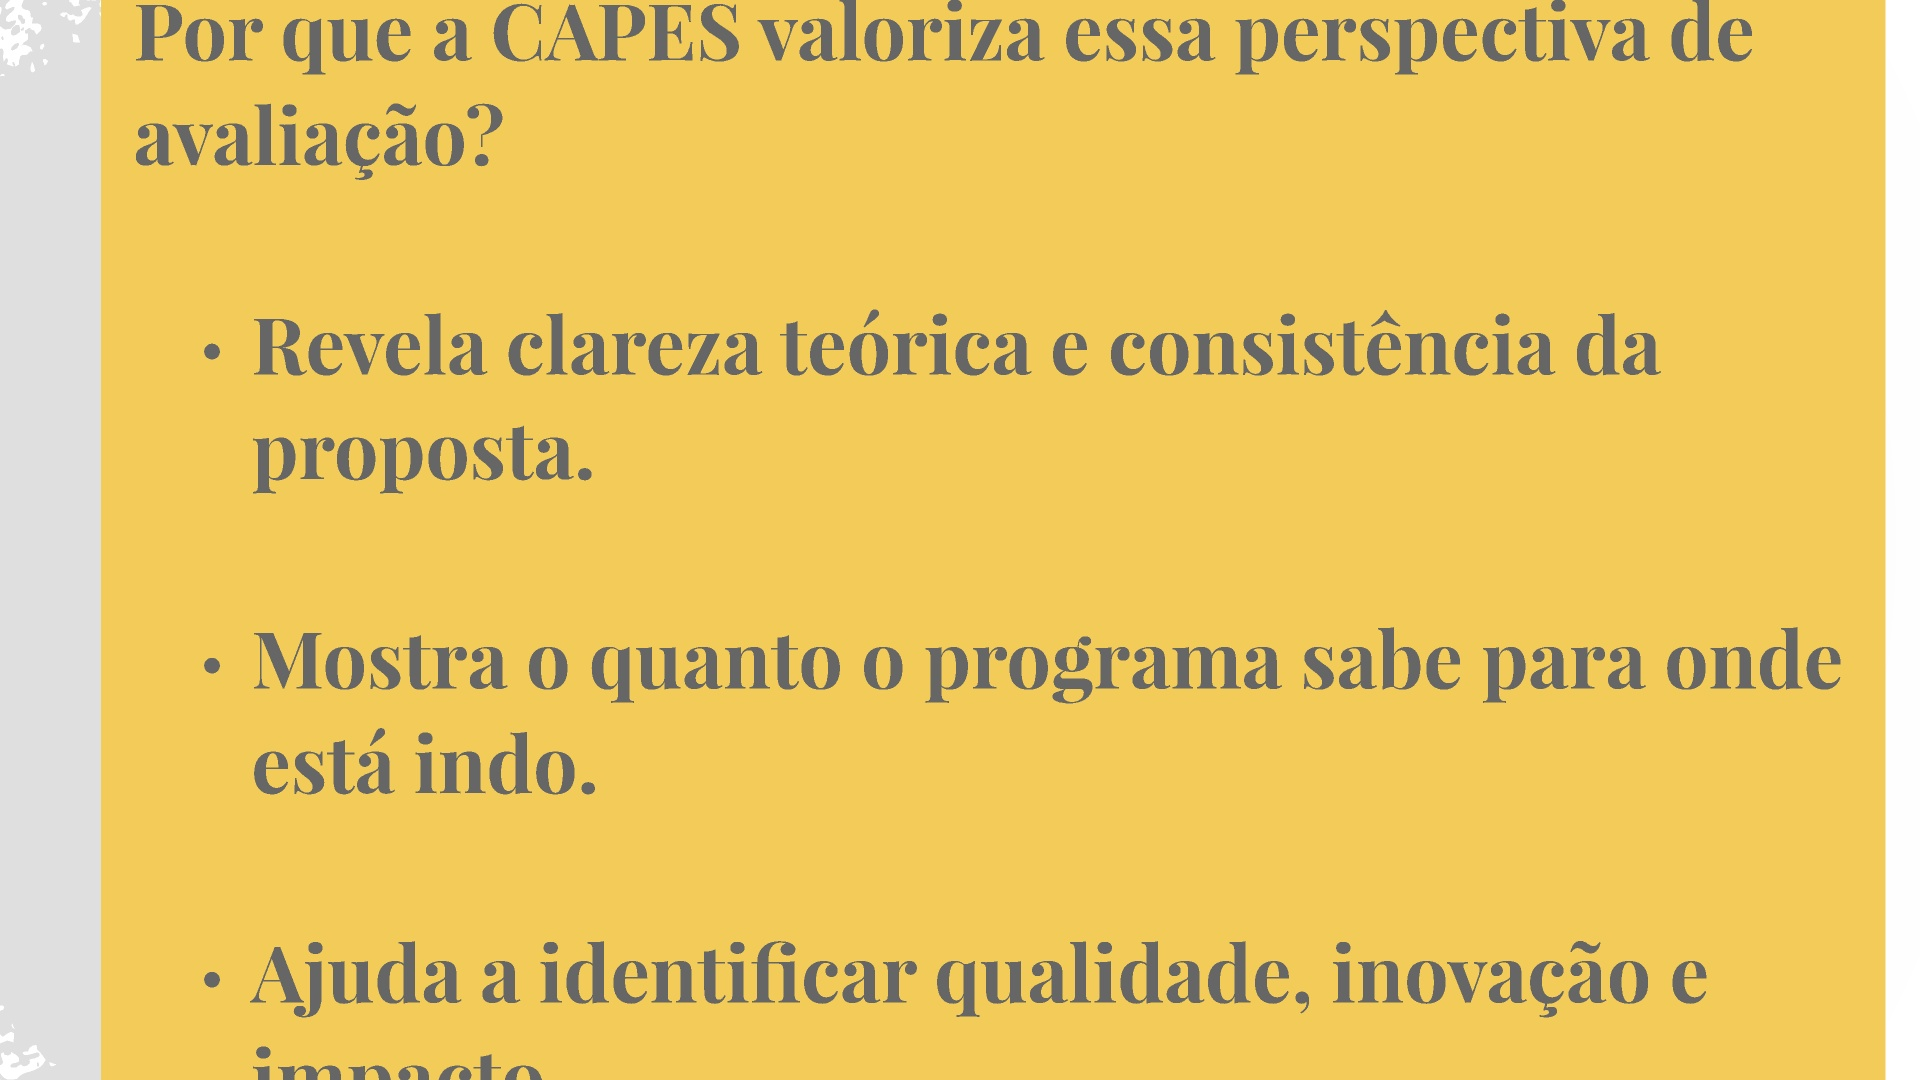 Por que a CAPES valoriza essa perspectiva de
avaliação?
• Revela clareza teórica e consistência da
proposta.
• Mostra o quanto o programa sabe para onde
está indo.
• Ajuda a identificar qualidade, inovação e
impacto